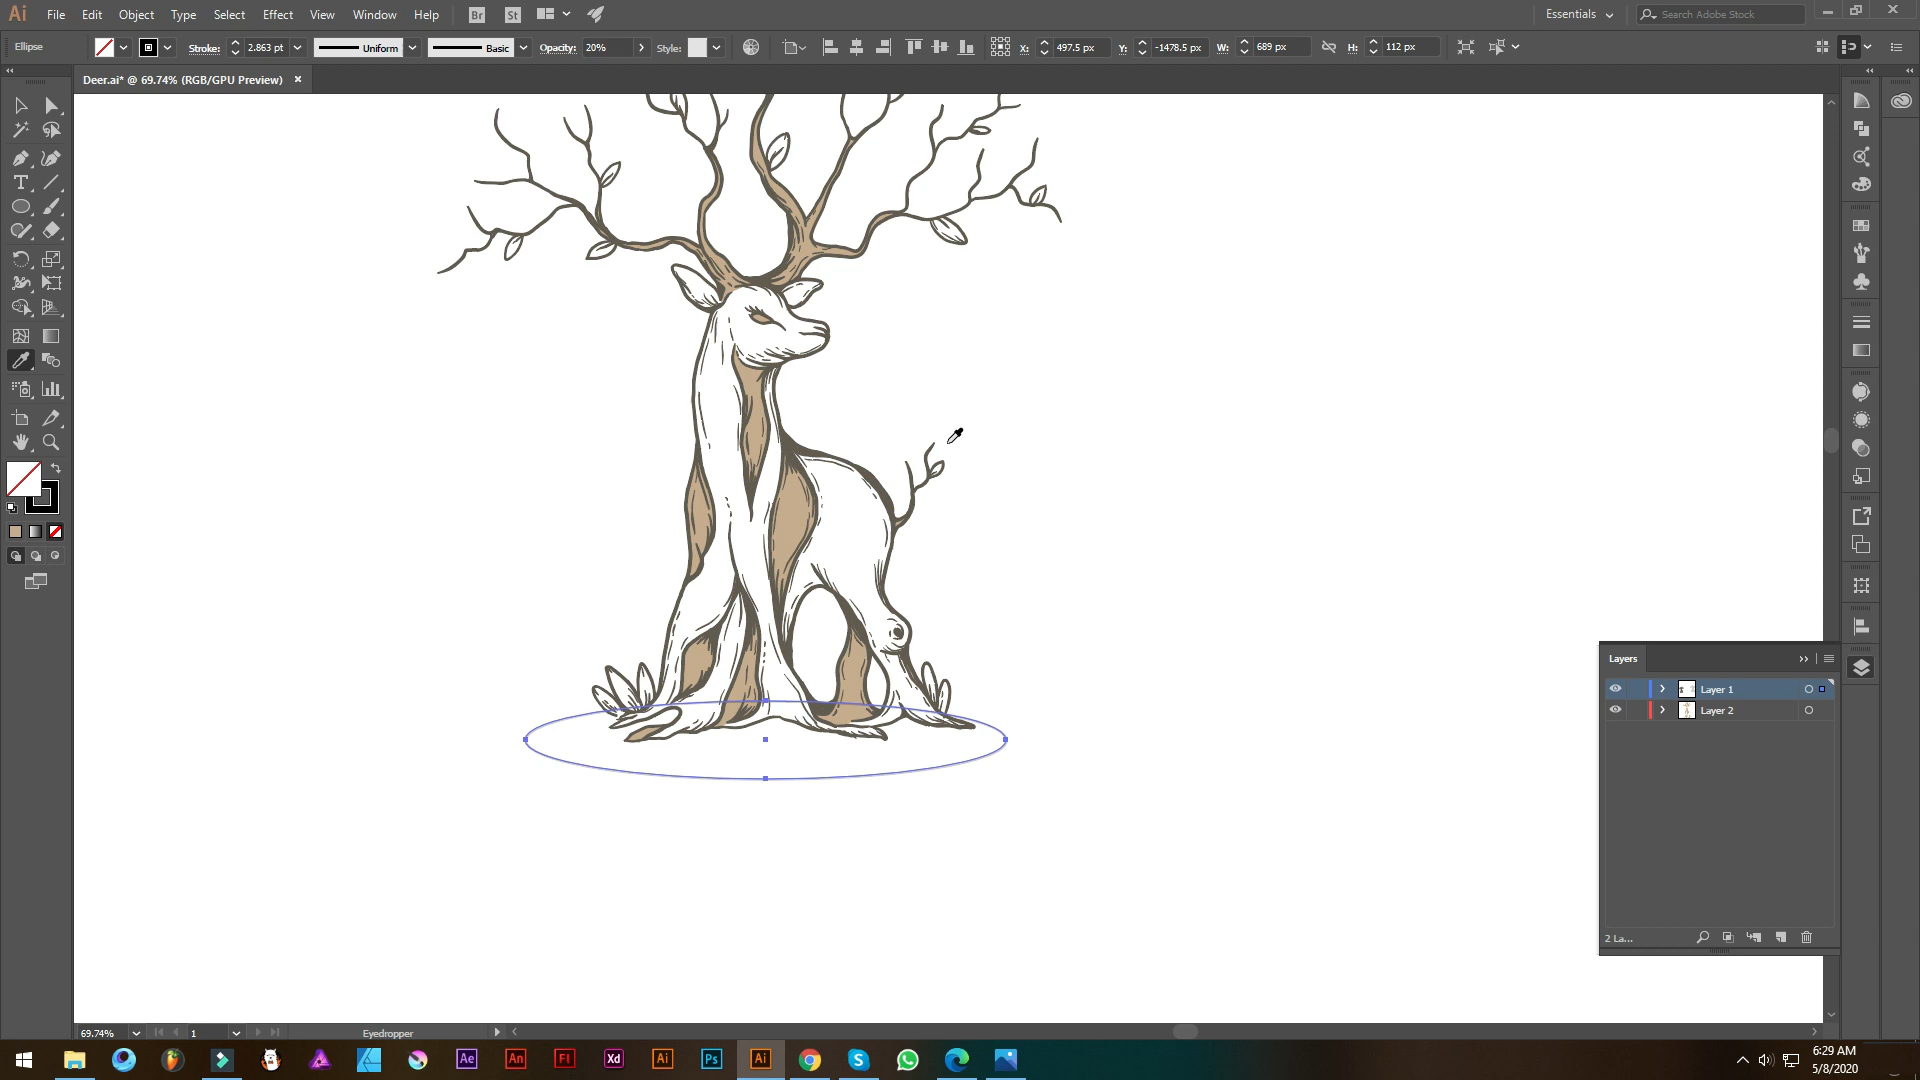 Ai File Edit Object Type Select Effect View Window Help Br St Essentials Search Adobe Stock
Ellipse Stroke: 2.863 pt Uniform Basic Opacity: 20% Style: X: 497.5 px Y: -1478.5 px W: 689 px H: 112 px
Deer.ai* @ 69.74% (RGB/GPU Preview) ×
Layers
Layer 1
Layer 2
2 La...
69.74% 1 Eyedropper
Ae An Fl Xd Ai Ps Ai
6:29 AM
5/8/2020